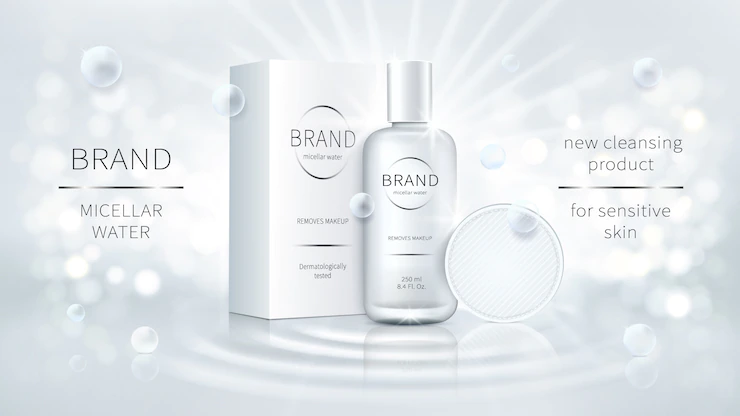 BRAND
MICELLAR
WATER
BRAND
micellar water
REMOVES MAKEUP
Dermatologically
tested
BRAND
micellar water
REMOVES MAKEUP
250 ml
8.4 Fl. Oz.
new cleansing
product
for sensitive
skin